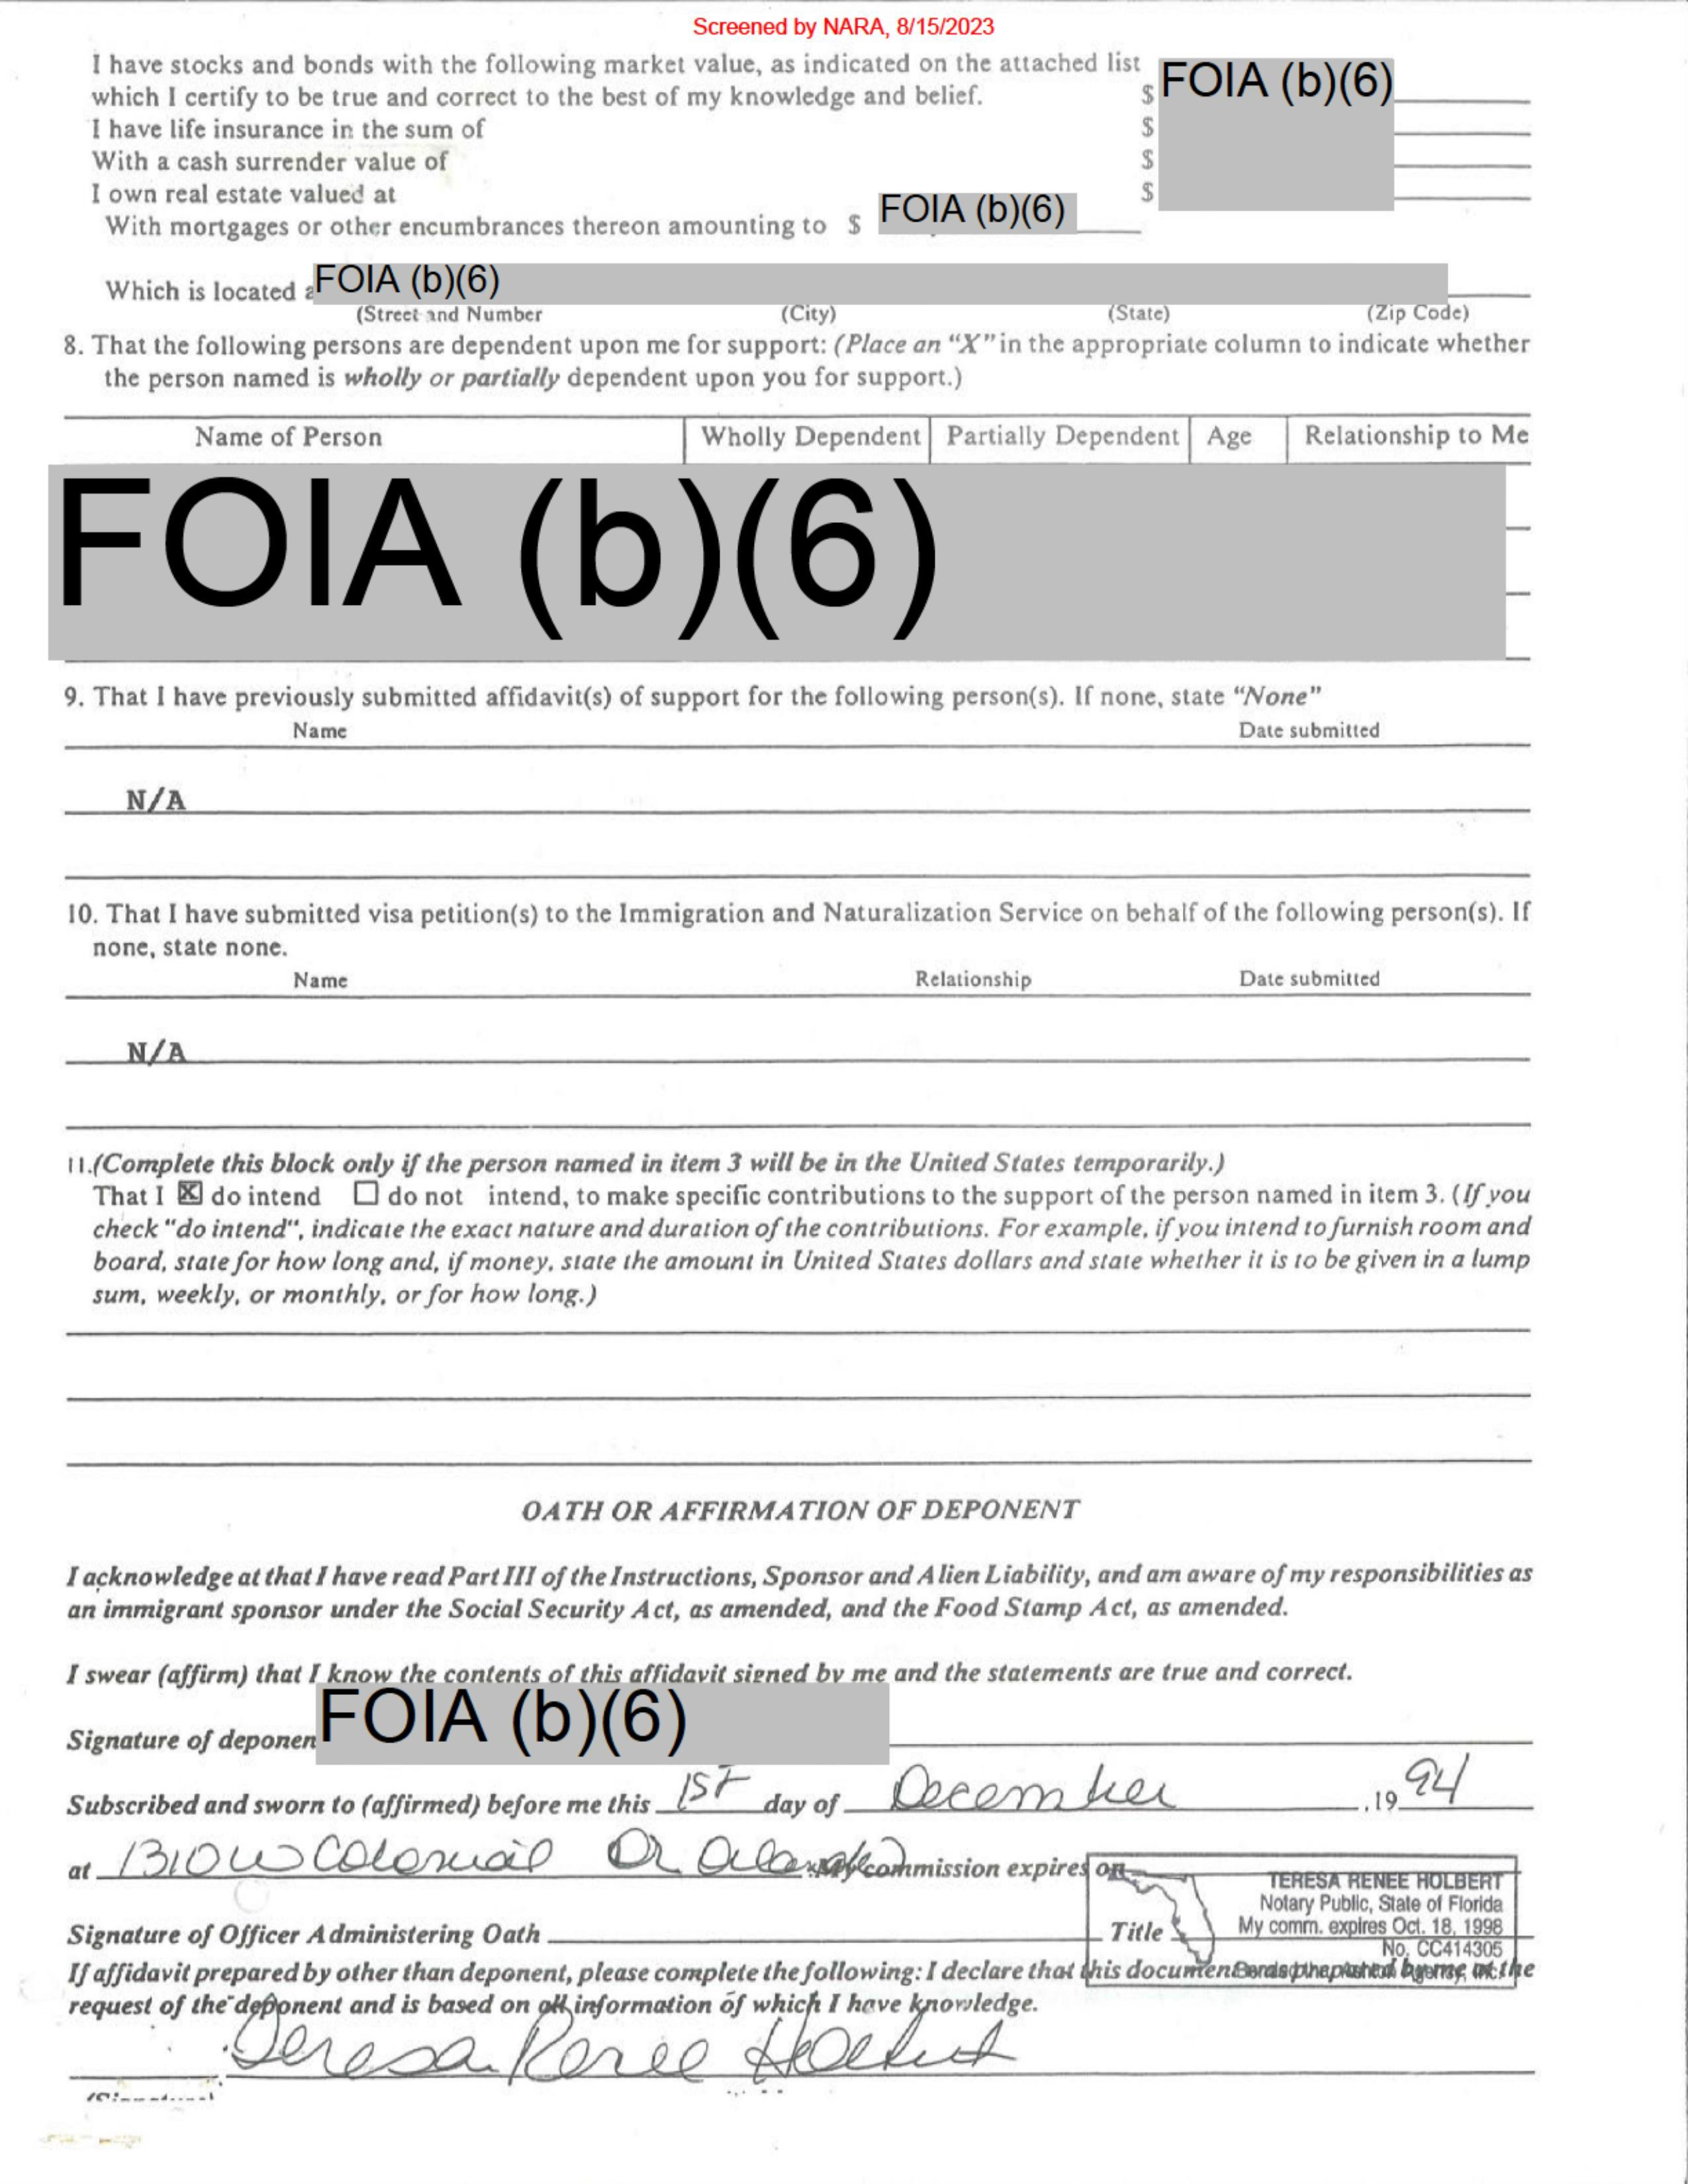 Screened by NARA, 8/15/2023
I have stocks and bonds with the following market value, as indicated on the attached list
which I certify to be true and correct to the best of my knowledge and belief. $ FOIA (b)(6)
I have life insurance in the sum of $
With a cash surrender value of $
I own real estate valued at $
With mortgages or other encumbrances thereon amounting to $ FOIA (b)(6)
Which is located a FOIA (b)(6)
(Street and Number (City) (State) (Zip Code)
8. That the following persons are dependent upon me for support: (Place an “X” in the appropriate column to indicate whether
the person named is wholly or partially dependent upon you for support.)
Name of Person Wholly Dependent Partially Dependent Age Relationship to Me
FOIA (b)(6)
9. That I have previously submitted affidavit(s) of support for the following person(s). If none, state “None”
Name Date submitted
N/A
10. That I have submitted visa petition(s) to the Immigration and Naturalization Service on behalf of the following person(s). If
none, state none.
Name Relationship Date submitted
N/A
11.(Complete this block only if the person named in item 3 will be in the United States temporarily.)
That I ☒ do intend ☐ do not intend, to make specific contributions to the support of the person named in item 3. (If you
check "do intend", indicate the exact nature and duration of the contributions. For example, if you intend to furnish room and
board, state for how long and, if money, state the amount in United States dollars and state whether it is to be given in a lump
sum, weekly, or monthly, or for how long.)
OATH OR AFFIRMATION OF DEPONENT
I acknowledge at that I have read Part III of the Instructions, Sponsor and Alien Liability, and am aware of my responsibilities as
an immigrant sponsor under the Social Security Act, as amended, and the Food Stamp Act, as amended.
I swear (affirm) that I know the contents of this affidavit signed by me and the statements are true and correct.
Signature of deponen FOIA (b)(6)
Subscribed and sworn to (affirmed) before me this 1ST day of December ,19 94
at 1310 W Colonial Dr My commission expires on
TERESA RENEE HOLBERT
Notary Public, State of Florida
My comm. expires Oct. 18, 1998
No. CC414305
Signature of Officer Administering Oath Title
If affidavit prepared by other than deponent, please complete the following: I declare that this document was prepared by me at the
request of the deponent and is based on all information of which I have knowledge.
Teresa Renee Holbert